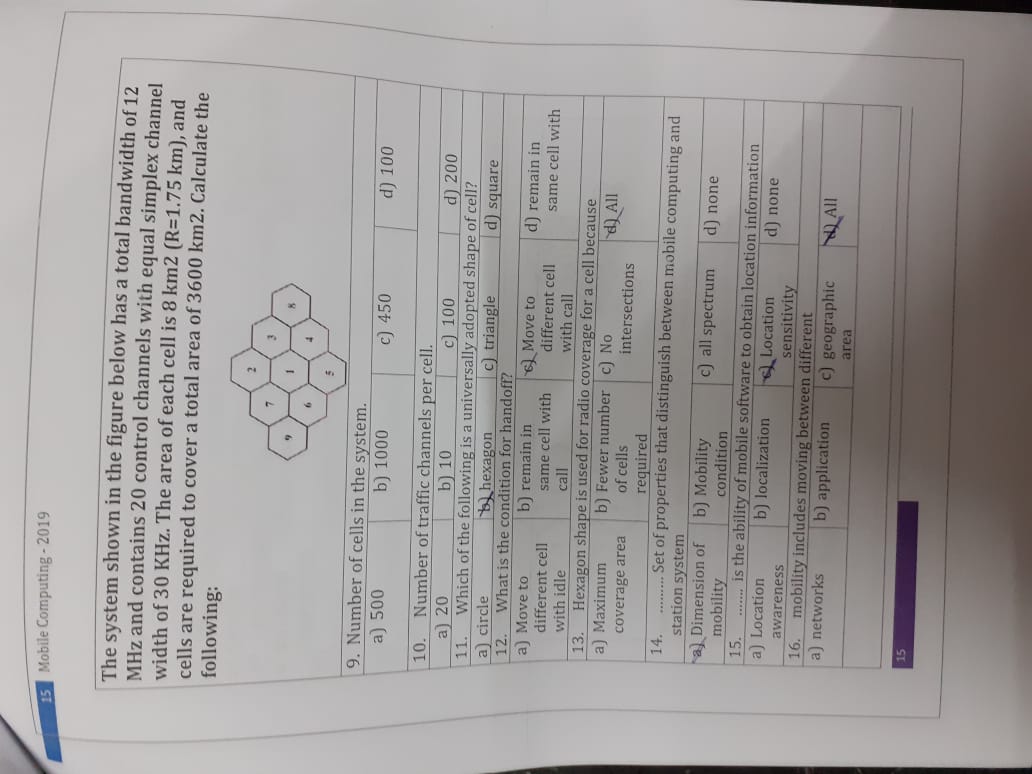 15 Mobile Computing - 2019
The system shown in the figure below has a total bandwidth of 12
MHz and contains 20 control channels with equal simplex channel
width of 30 KHz. The area of each cell is 8 km2 (R=1.75 km), and
cells are required to cover a total area of 3600 km2. Calculate the
following:
2
7
3
9
1
8
6
4
5
9. Number of cells in the system.
a) 500 b) 1000 c) 450 d) 100
10. Number of traffic channels per cell.
a) 20 b) 10 c) 100 d) 200
11. Which of the following is a universally adopted shape of cell?
a) circle b) hexagon c) triangle d) square
12. What is the condition for handoff?
a) Move to b) remain in c) Move to d) remain in
different cell same cell with different cell same cell with
with idle call with call
13. Hexagon shape is used for radio coverage for a cell because
a) Maximum b) Fewer number c) No d) All
coverage area of cells intersections
required
14. .......... Set of properties that distinguish between mobile computing and
station system
a) Dimension of b) Mobility c) all spectrum d) none
mobility condition
15. ....... is the ability of mobile software to obtain location information
a) Location b) localization c) Location d) none
awareness sensitivity
16. mobility includes moving between different
a) networks b) application c) geographic d) All
area
15